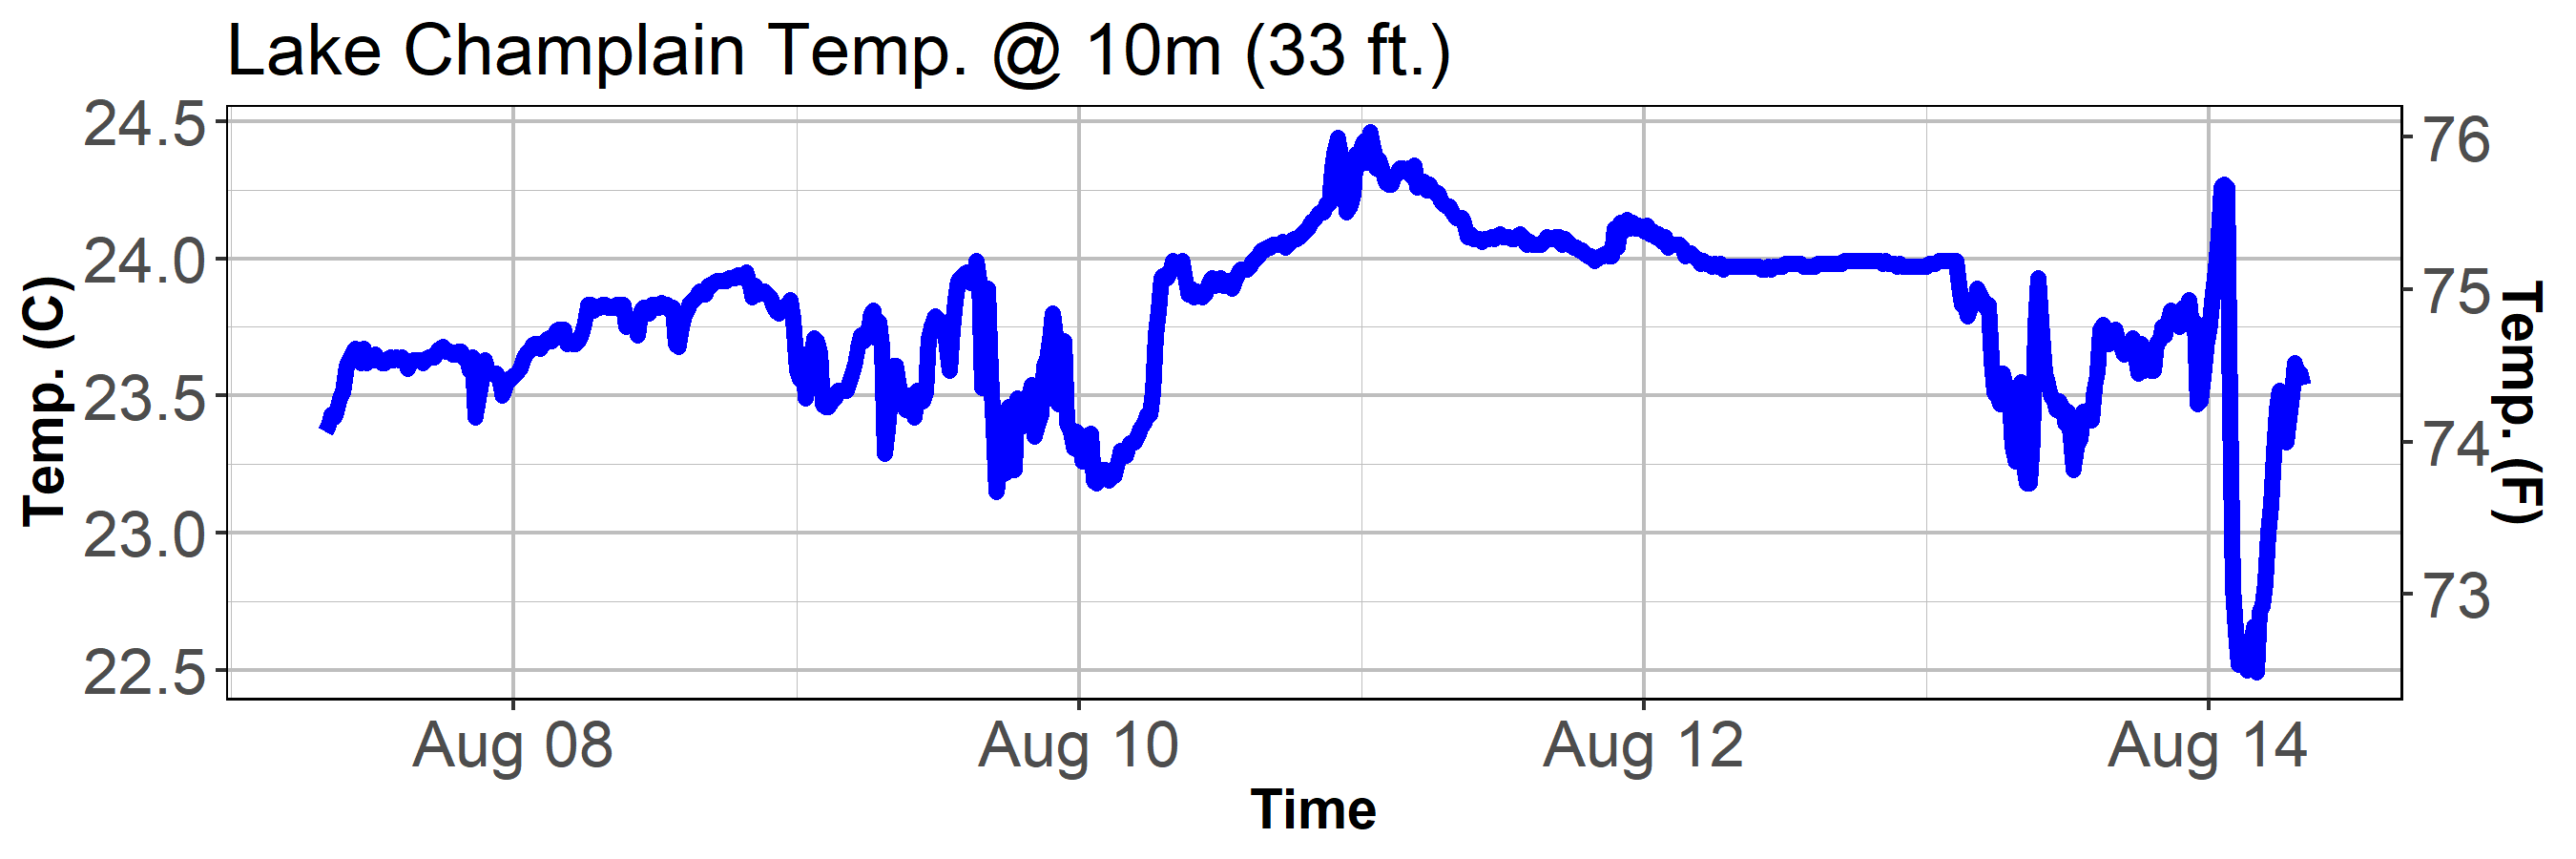 Lake Champlain Temp. @ 10m (33 ft.)
24.5
24.0
23.5
23.0
22.5
Temp. (C)
76
75
74
73
Temp. (F)
Aug 08 Aug 10 Aug 12 Aug 14
Time